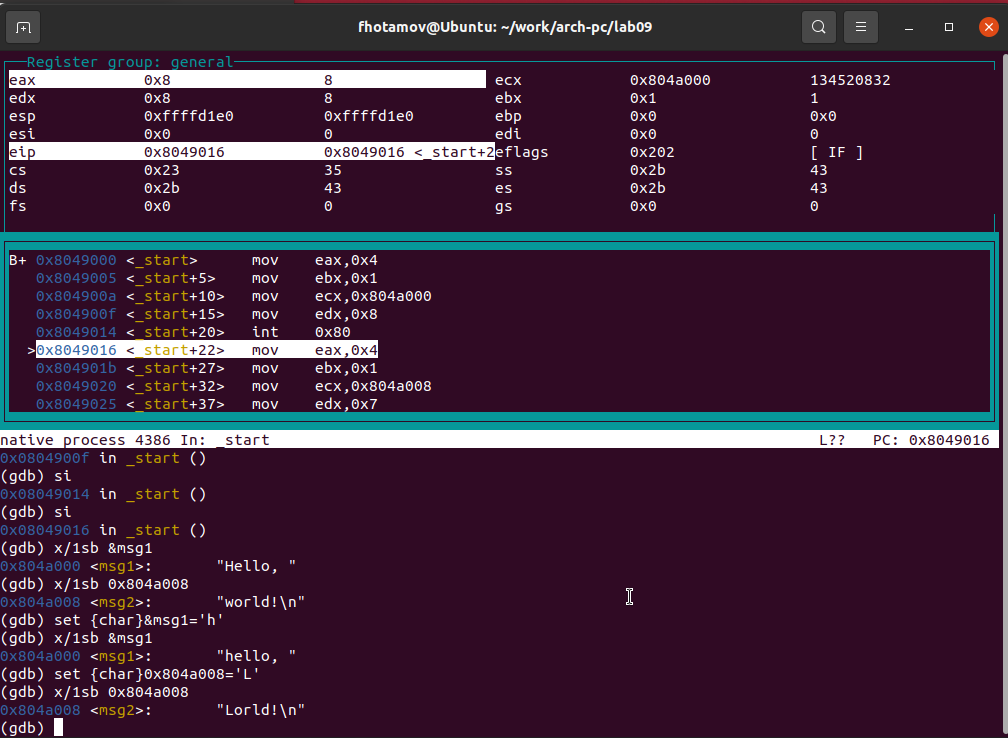 fhotamov@Ubuntu: ~/work/arch-pc/lab09
Register group: general
eax            0x8                 8                  ecx            0x804a000           134520832
edx            0x8                 8                  ebx            0x1                 1
esp            0xffffd1e0          0xffffd1e0         ebp            0x0                 0x0
esi            0x0                 0                  edi            0x0                 0
eip            0x8049016           0x8049016 <_start+2eflags         0x202               [ IF ]
cs             0x23                35                 ss             0x2b                43
ds             0x2b                43                 es             0x2b                43
fs             0x0                 0                  gs             0x0                 0
B+ 0x8049000 <_start>      mov    eax,0x4
0x8049005 <_start+5>    mov    ebx,0x1
0x804900a <_start+10>   mov    ecx,0x804a000
0x804900f <_start+15>   mov    edx,0x8
0x8049014 <_start+20>   int    0x80
>0x8049016 <_start+22>   mov    eax,0x4
0x804901b <_start+27>   mov    ebx,0x1
0x8049020 <_start+32>   mov    ecx,0x804a008
0x8049025 <_start+37>   mov    edx,0x7
native process 4386 In: _start                                                             L??   PC: 0x8049016
0x0804900f in _start ()
(gdb) si
0x08049014 in _start ()
(gdb) si
0x08049016 in _start ()
(gdb) x/1sb &msg1
0x804a000 <msg1>:       "Hello, "
(gdb) x/1sb 0x804a008
0x804a008 <msg2>:       "world!\n"
(gdb) set {char}&msg1='h'
(gdb) x/1sb &msg1
0x804a000 <msg1>:       "hello, "
(gdb) set {char}0x804a008='L'
(gdb) x/1sb 0x804a008
0x804a008 <msg2>:       "Lorld!\n"
(gdb)